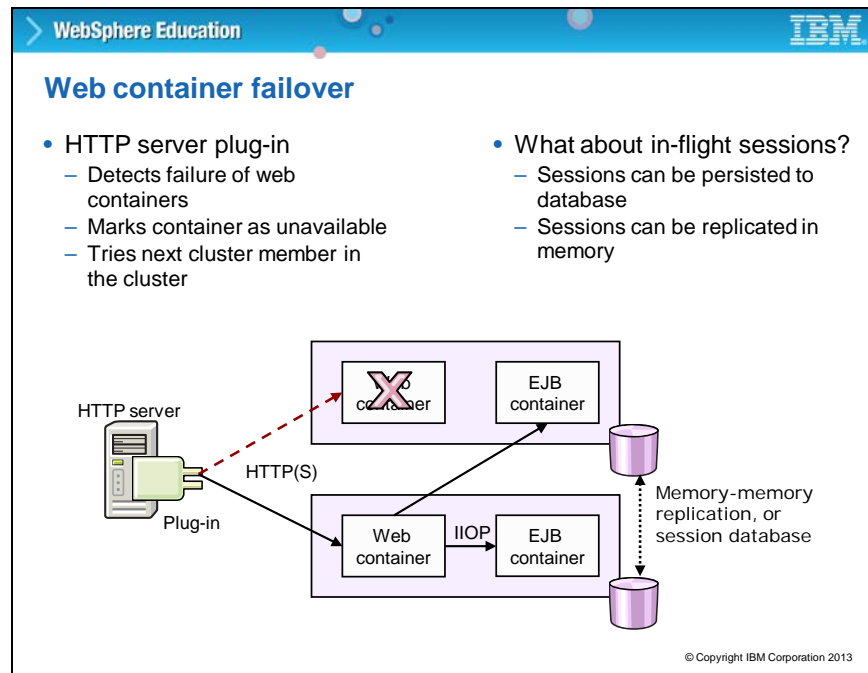 WebSphere Education
IBM
Web container failover
• HTTP server plug-in
– Detects failure of web
containers
– Marks container as unavailable
– Tries next cluster member in
the cluster
• What about in-flight sessions?
– Sessions can be persisted to
database
– Sessions can be replicated in
memory
HTTP server
Plug-in
HTTP(S)
Web
container
X
EJB
container
Web
container
IIOP
EJB
container
Memory-memory
replication, or
session database
© Copyright IBM Corporation 2013